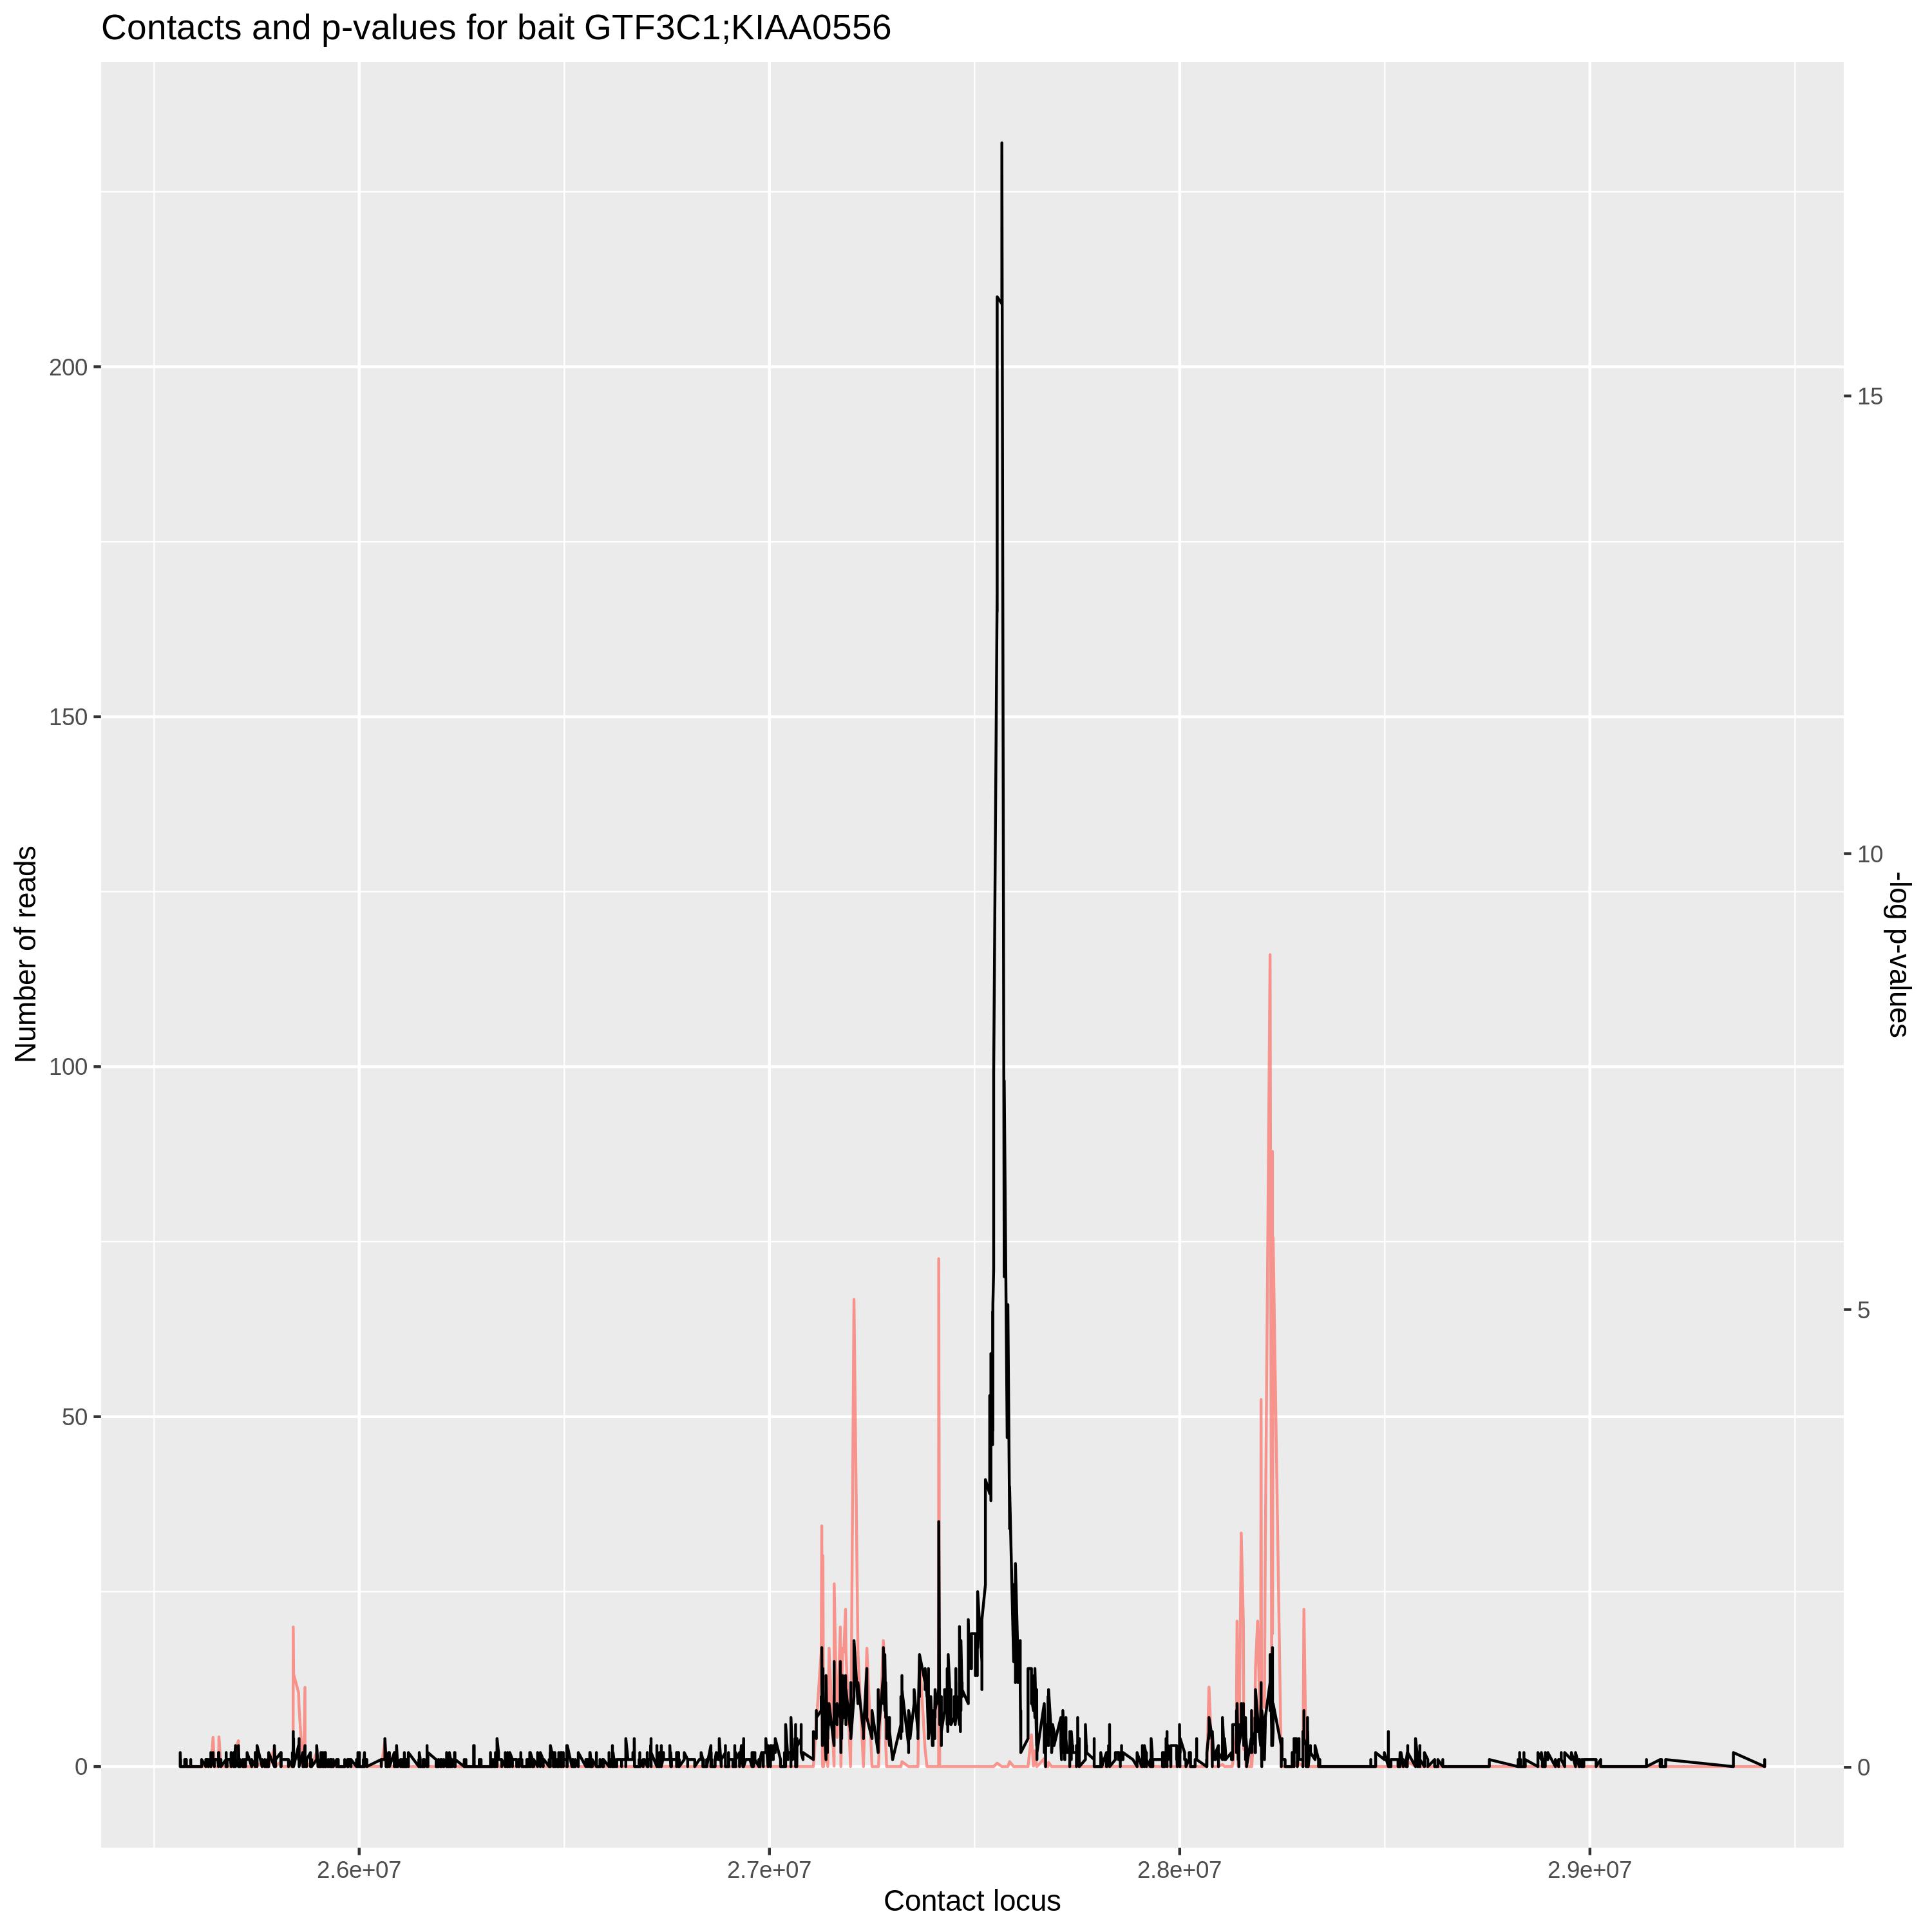 Contacts and p-values for bait GTF3C1;KIAA0556
Number of reads
200
150
100
50
0
15
10
5
0
-log p-values
2.6e+07
2.7e+07
2.8e+07
2.9e+07
Contact locus